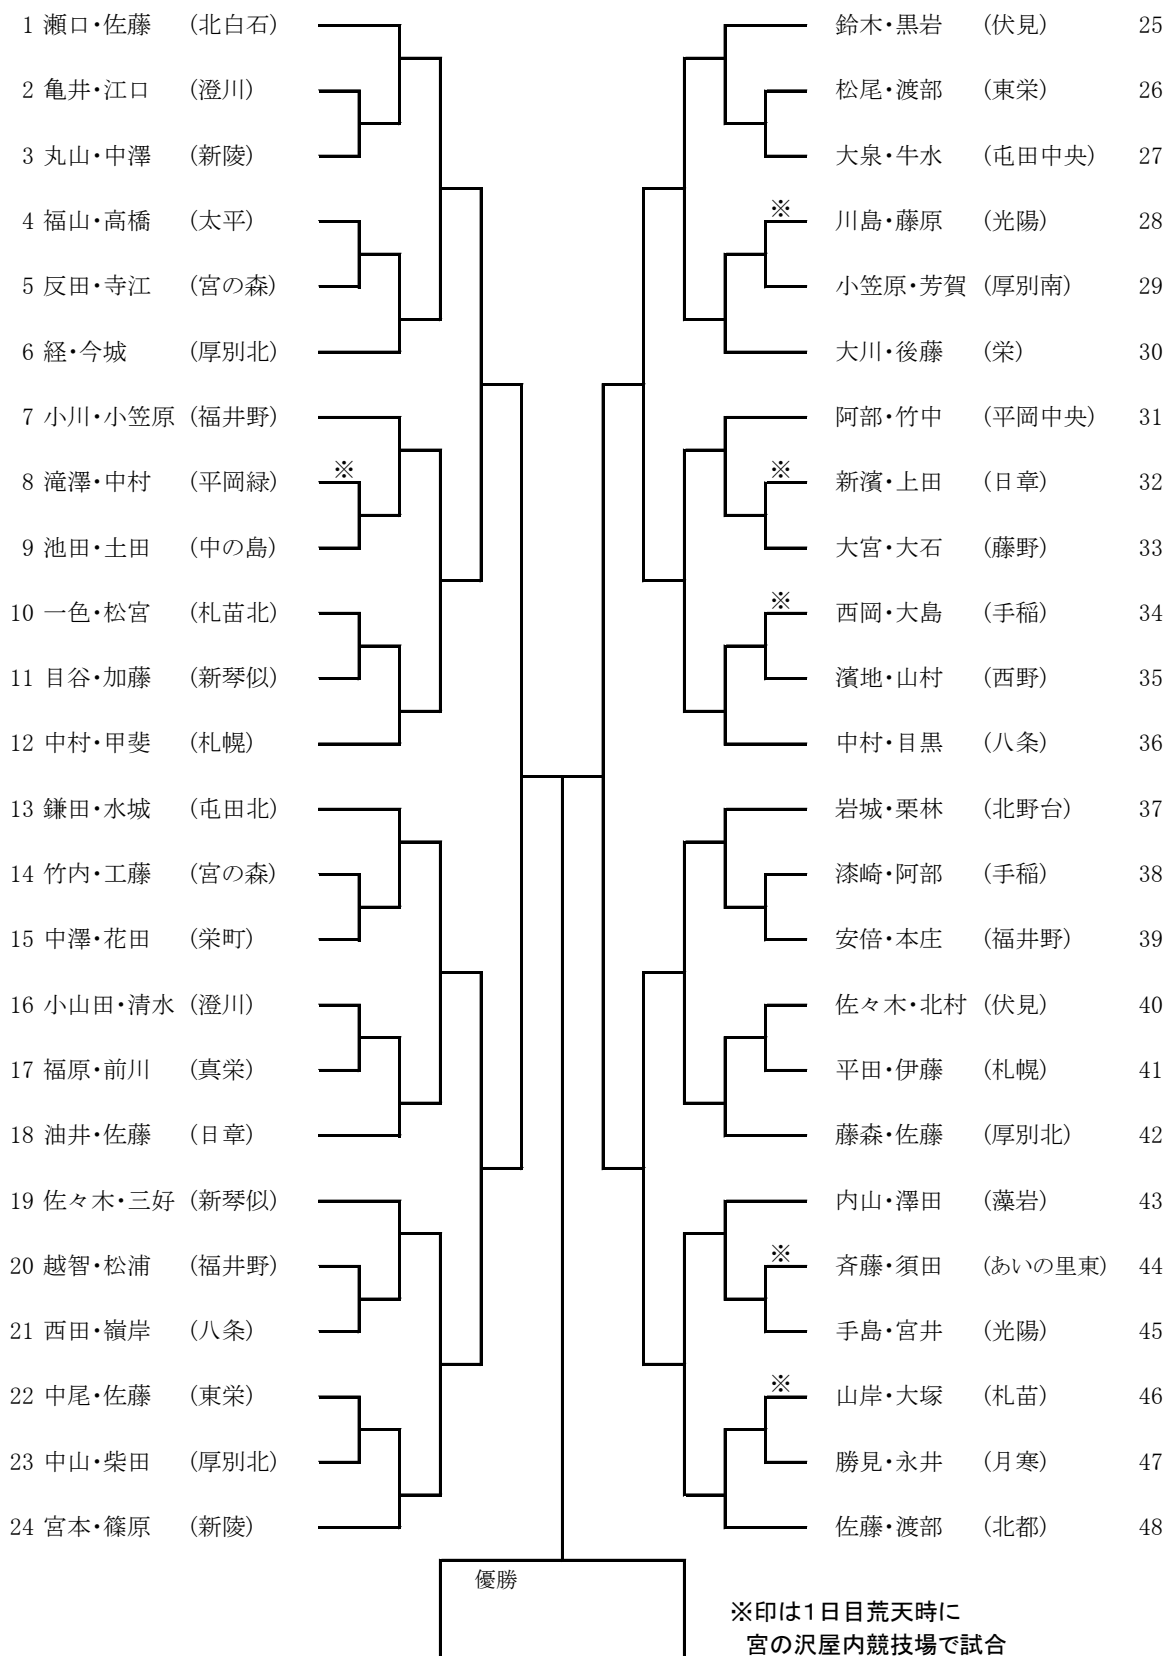 1 瀬口・佐藤 (北白石)
2 亀井・江口 (澄川)
3 丸山・中澤 (新陵)
4 福山・高橋 (太平)
5 反田・寺江 (宮の森)
6 経・今城 (厚別北)
7 小川・小笠原 (福井野)
※
8 滝澤・中村 (平岡緑)
9 池田・土田 (中の島)
10 一色・松宮 (札苗北)
11 目谷・加藤 (新琴似)
12 中村・甲斐 (札幌)
13 鎌田・水城 (屯田北)
14 竹内・工藤 (宮の森)
15 中澤・花田 (栄町)
16 小山田・清水 (澄川)
17 福原・前川 (真栄)
18 油井・佐藤 (日章)
19 佐々木・三好 (新琴似)
20 越智・松浦 (福井野)
21 西田・嶺岸 (八条)
22 中尾・佐藤 (東栄)
23 中山・柴田 (厚別北)
24 宮本・篠原 (新陵)
鈴木・黒岩 (伏見) 25
松尾・渡部 (東栄) 26
大泉・牛水 (屯田中央) 27
※
川島・藤原 (光陽) 28
小笠原・芳賀 (厚別南) 29
大川・後藤 (栄) 30
阿部・竹中 (平岡中央) 31
※
新濱・上田 (日章) 32
大宮・大石 (藤野) 33
※
西岡・大島 (手稲) 34
濱地・山村 (西野) 35
中村・目黒 (八条) 36
岩城・栗林 (北野台) 37
漆崎・阿部 (手稲) 38
安倍・本庄 (福井野) 39
佐々木・北村 (伏見) 40
平田・伊藤 (札幌) 41
藤森・佐藤 (厚別北) 42
内山・澤田 (藻岩) 43
※
斉藤・須田 (あいの里東) 44
手島・宮井 (光陽) 45
※
山岸・大塚 (札苗) 46
勝見・永井 (月寒) 47
佐藤・渡部 (北都) 48
優勝
※印は1日目荒天時に
宮の沢屋内競技場で試合